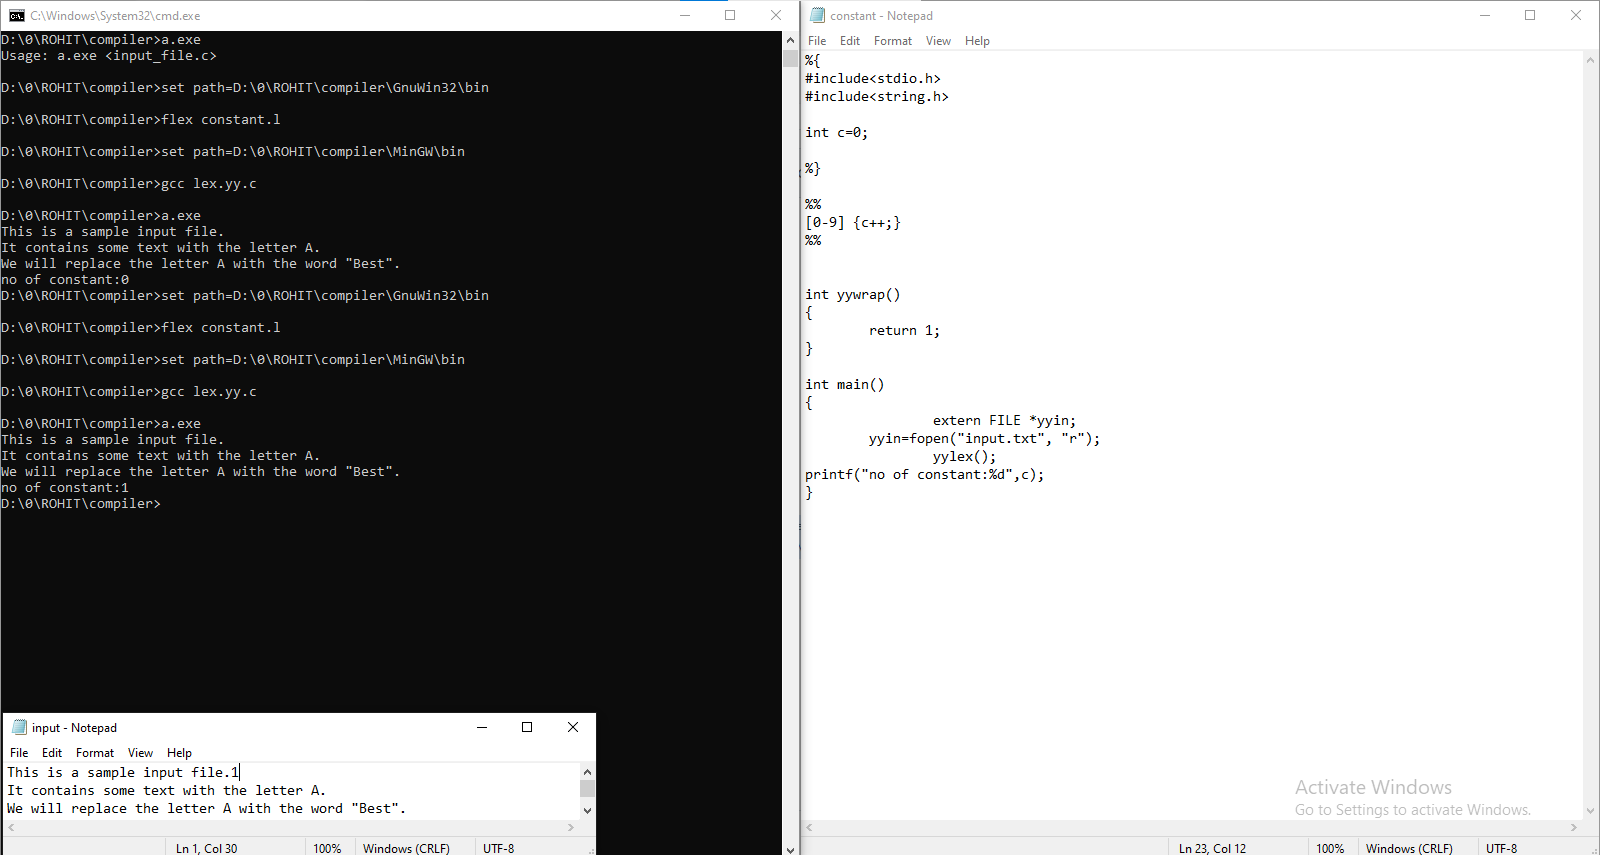 C:\Windows\System32\cmd.exe
D:\0\ROHIT\compiler>a.exe
Usage: a.exe <input_file.c>
D:\0\ROHIT\compiler>set path=D:\0\ROHIT\compiler\GnuWin32\bin
D:\0\ROHIT\compiler>flex constant.l
D:\0\ROHIT\compiler>set path=D:\0\ROHIT\compiler\MinGW\bin
D:\0\ROHIT\compiler>gcc lex.yy.c
D:\0\ROHIT\compiler>a.exe
This is a sample input file.
It contains some text with the letter A.
We will replace the letter A with the word "Best".
no of constant:0
D:\0\ROHIT\compiler>set path=D:\0\ROHIT\compiler\GnuWin32\bin
D:\0\ROHIT\compiler>flex constant.l
D:\0\ROHIT\compiler>set path=D:\0\ROHIT\compiler\MinGW\bin
D:\0\ROHIT\compiler>gcc lex.yy.c
D:\0\ROHIT\compiler>a.exe
This is a sample input file.
It contains some text with the letter A.
We will replace the letter A with the word "Best".
no of constant:1
D:\0\ROHIT\compiler>
input - Notepad
File Edit Format View Help
This is a sample input file.1
It contains some text with the letter A.
We will replace the letter A with the word "Best".
Ln 1, Col 30 100% Windows (CRLF) UTF-8
constant - Notepad
File Edit Format View Help
%{
#include<stdio.h>
#include<string.h>
int c=0;
%}
%%
[0-9] {c++;}
%%
int yywrap()
{
return 1;
}
int main()
{
extern FILE *yyin;
yyin=fopen("input.txt", "r");
yylex();
printf("no of constant:%d",c);
}
Activate Windows
Go to Settings to activate Windows.
Ln 23, Col 12 100% Windows (CRLF) UTF-8